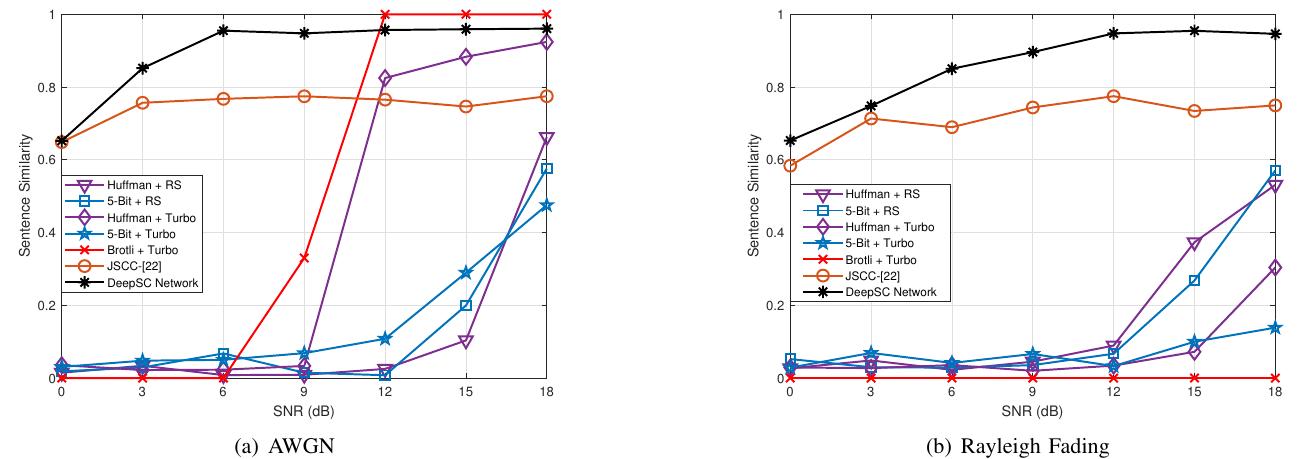 1
0.8
0.6
0.4
0.2
0
Sentence Similarity
Huffman + RS
5-Bit + RS
Huffman + Turbo
5-Bit + Turbo
Brotli + Turbo
JSCC-[22]
DeepSC Network
0 3 6 9 12 15 18
SNR (dB)
(a) AWGN
1
0.8
0.6
0.4
0.2
0
Sentence Similarity
Huffman + RS
5-Bit + RS
Huffman + Turbo
5-Bit + Turbo
Brotli + Turbo
JSCC-[22]
DeepSC Network
0 3 6 9 12 15 18
SNR (dB)
(b) Rayleigh Fading